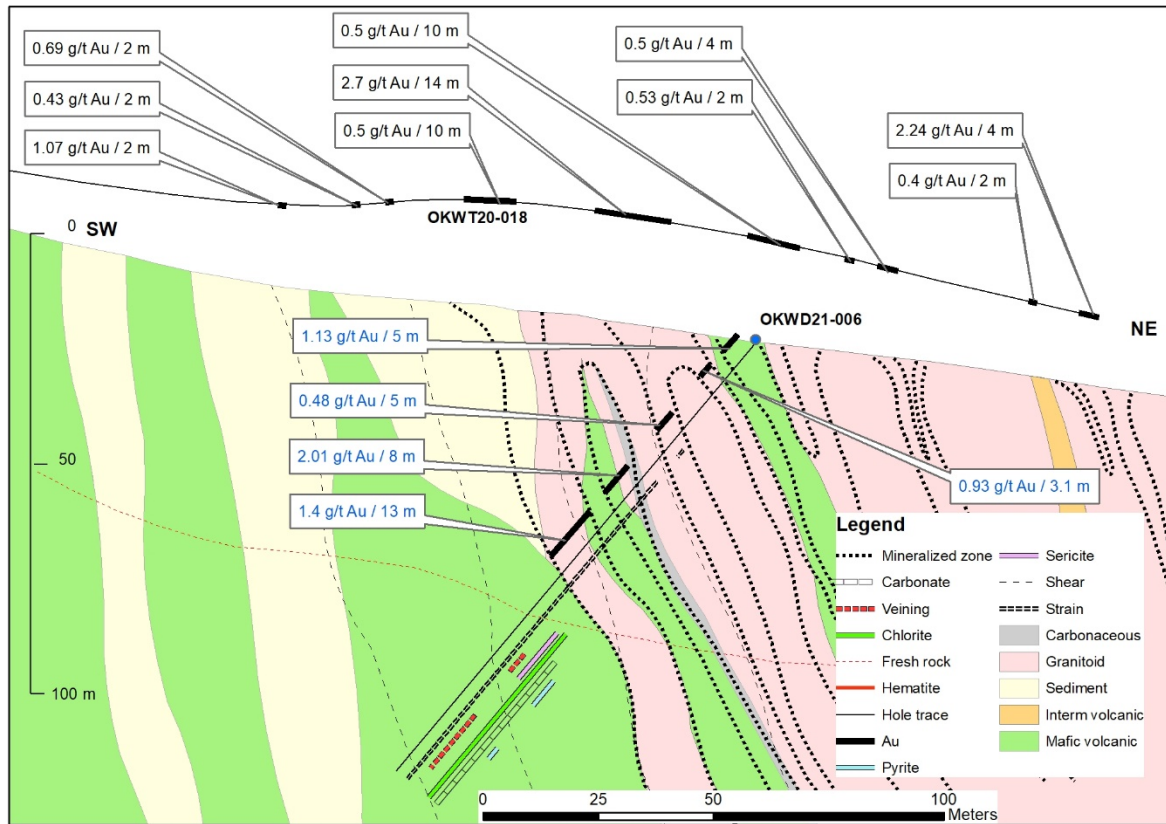 0.69 g/t Au / 2 m
0.43 g/t Au / 2 m
1.07 g/t Au / 2 m
0.5 g/t Au / 10 m
2.7 g/t Au / 14 m
0.5 g/t Au / 10 m
0.5 g/t Au / 4 m
0.53 g/t Au / 2 m
2.24 g/t Au / 4 m
0.4 g/t Au / 2 m
OKWT20-018
0
SW
NE
OKWD21-006
1.13 g/t Au / 5 m
0.48 g/t Au / 5 m
2.01 g/t Au / 8 m
1.4 g/t Au / 13 m
0.93 g/t Au / 3.1 m
50
100 m
Legend
Mineralized zone
Carbonate
Veining
Chlorite
Fresh rock
Hematite
Hole trace
Au
Pyrite
Sericite
Shear
Strain
Carbonaceous
Granitoid
Sediment
Interm volcanic
Mafic volcanic
0 25 50 100
Meters